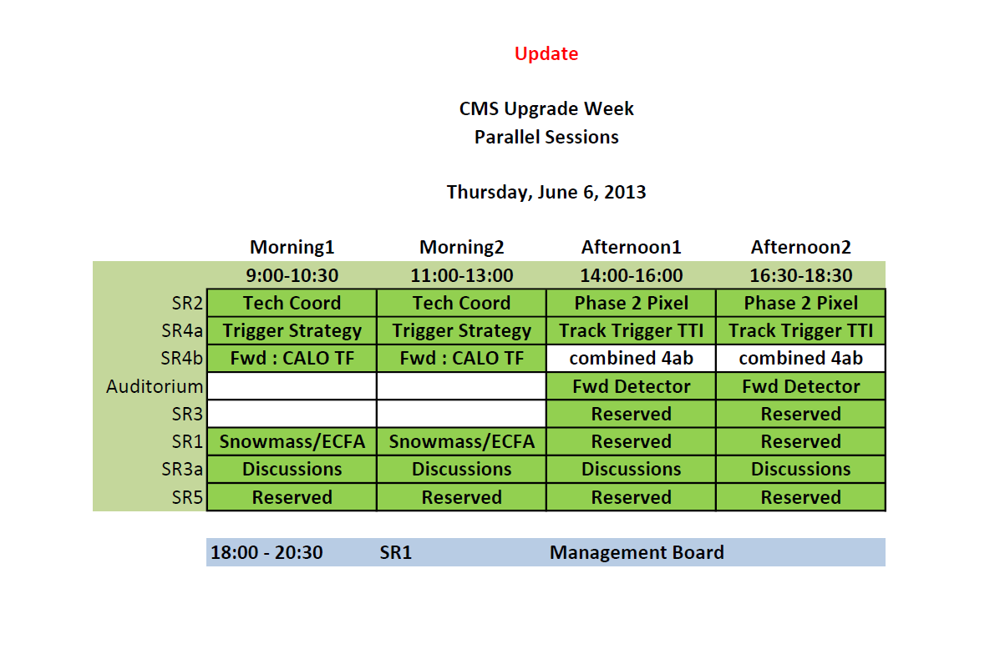 Update
CMS Upgrade Week
Parallel Sessions
Thursday, June 6, 2013
Morning1 Morning2 Afternoon1 Afternoon2
9:00-10:30 11:00-13:00 14:00-16:00 16:30-18:30
SR2 Tech Coord Tech Coord Phase 2 Pixel Phase 2 Pixel
SR4a Trigger Strategy Trigger Strategy Track Trigger TTI Track Trigger TTI
SR4b Fwd : CALO TF Fwd : CALO TF combined 4ab combined 4ab
Auditorium Fwd Detector Fwd Detector
SR3 Reserved Reserved
SR1 Snowmass/ECFA Snowmass/ECFA Reserved Reserved
SR3a Discussions Discussions Discussions Discussions
SR5 Reserved Reserved Reserved Reserved
18:00 - 20:30 SR1 Management Board